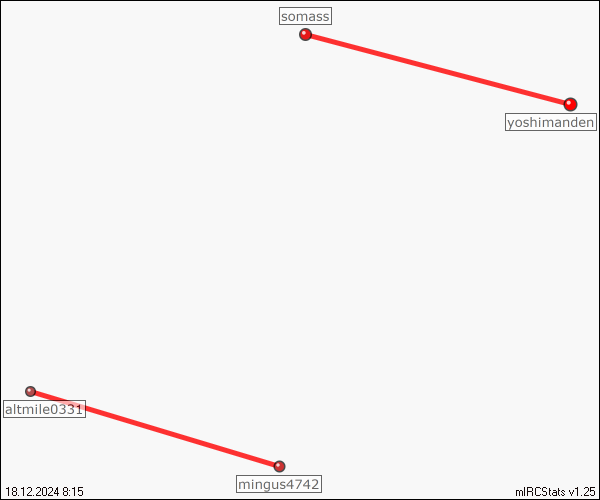 somass
yoshimanden
altmile0331
mingus4742
18.12.2024 8:15
mIRCStats v1.25